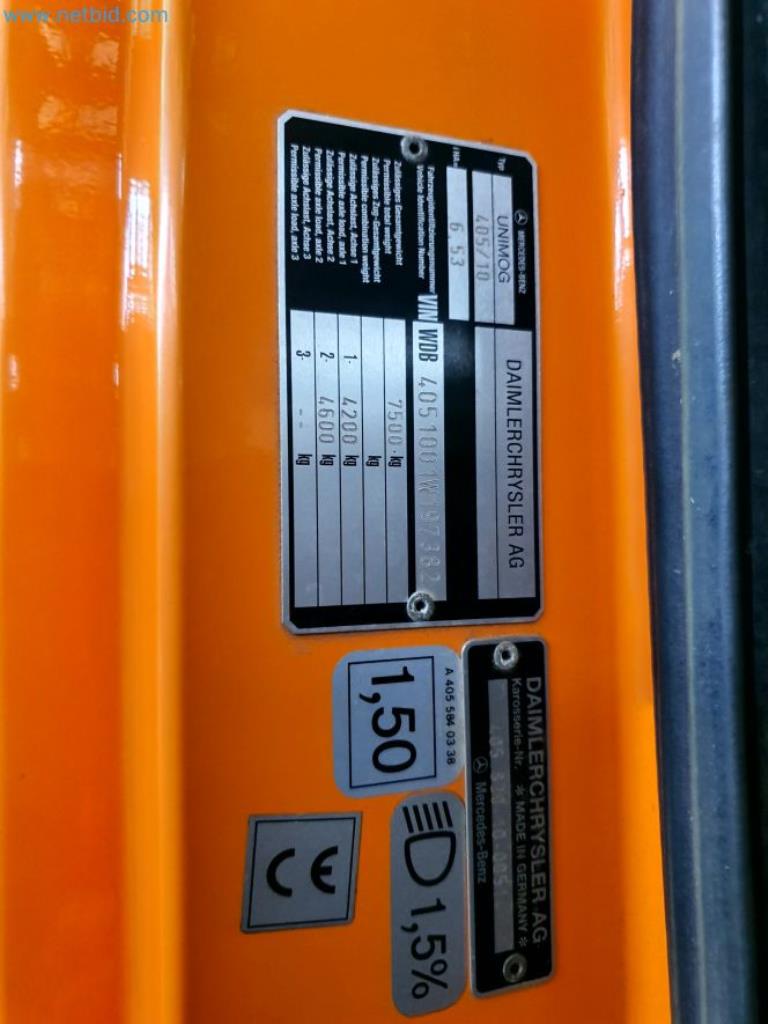 www.netbid.com
MERCEDES-BENZ
DAIMLERCHRYSLER AG
UNIMOG
Typ 405/10
6.53
Fahrzeugidentifizierungsnummer
Vehicle Identification Number VIN WDB 4051001W197382
Zulässiges Gesamtgewicht
Permissible total weight 7500 · kg
Zulässiges Zug-Gesamtgewicht
Permissible combination weight kg
Zulässige Achslast, Achse 1
Permissible axle load, axle 1 1· 4200 kg
Zulässige Achslast, Achse 2
Permissible axle load, axle 2 2· 4600 kg
Zulässige Achslast, Achse 3
Permissible axle load, axle 3 3· -- kg
DAIMLERCHRYSLER AG
Karosserie-Nr. * MADE IN GERMANY *
405
Mercedes-Benz
A 405 584 03 38
1,50
1,5%
CE